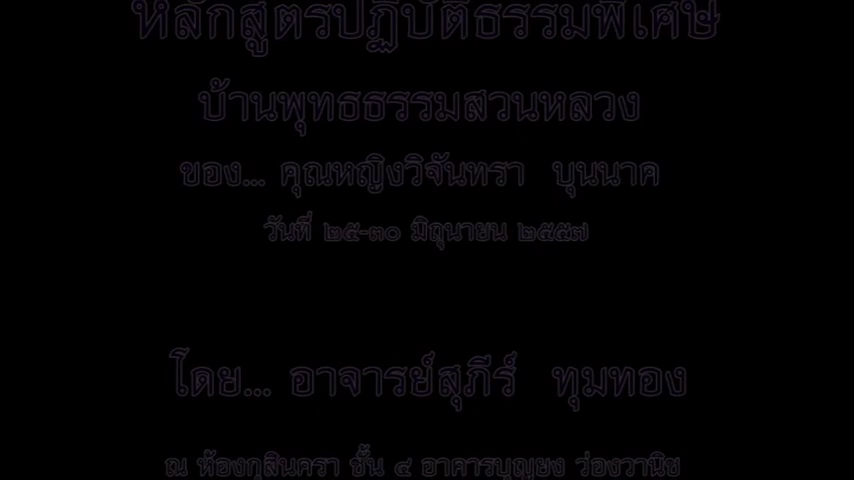 หลักสูตรปฏิบัติธรรมพิเศษ
บ้านพุทธธรรมสวนหลวง
ของ... คุณหญิงวิจันทรา บุนนาค
วันที่ ๒๕-๓๐ มิถุนายน ๒๕๕๗
โดย... อาจารย์สุภีร์ ทุมทอง
ณ ห้องกุสินครา ชั้น ๔ อาคารบุญยง ว่องวานิช